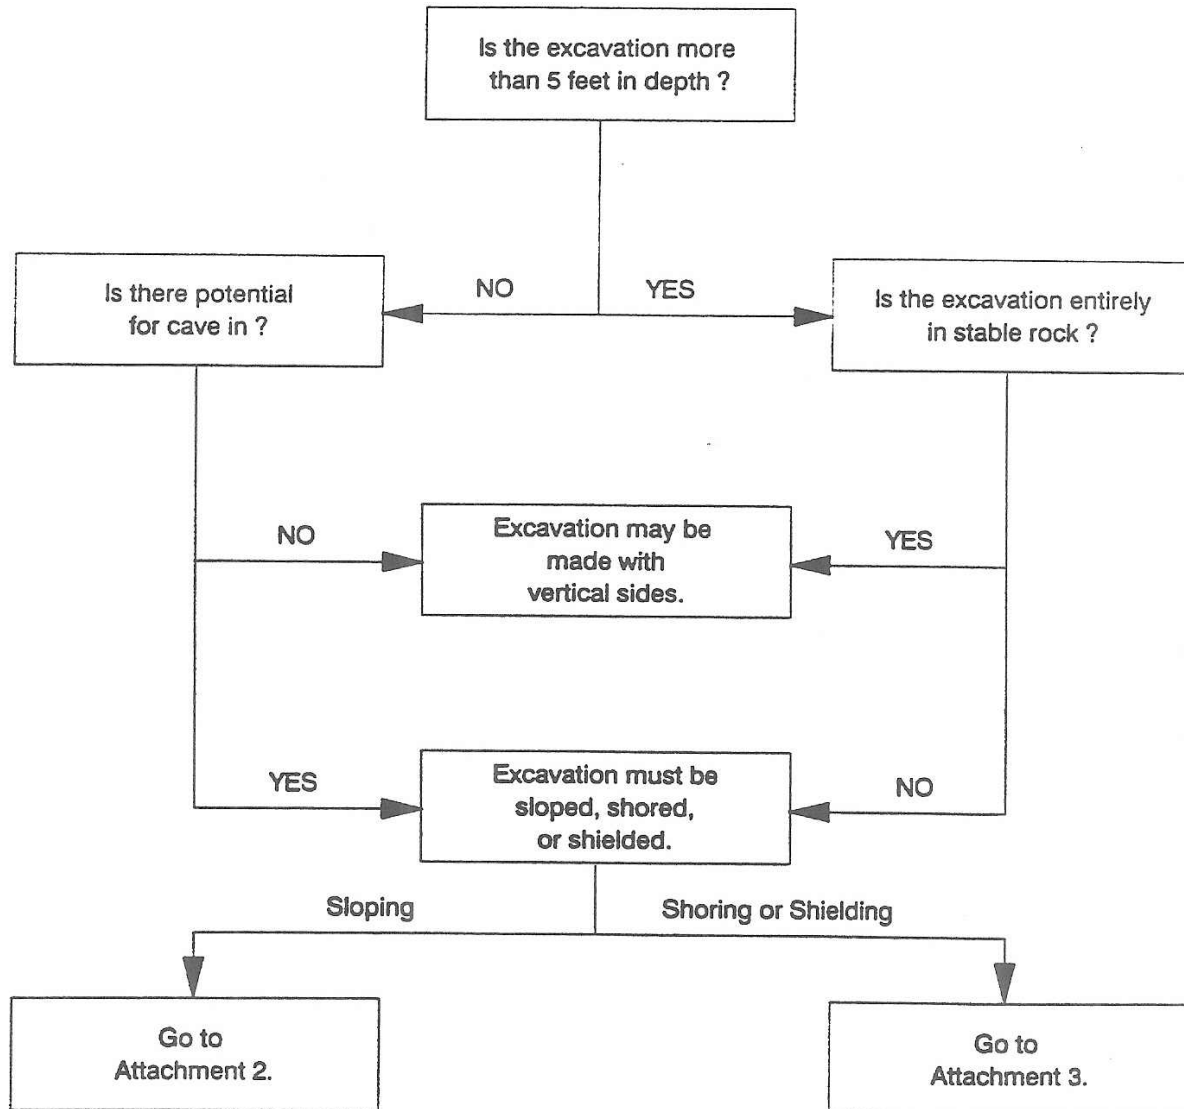 Is the excavation more
than 5 feet in depth ?
NO
YES
Is there potential
for cave in ?
Is the excavation entirely
in stable rock ?
NO
Excavation may be
made with
vertical sides.
YES
YES
Excavation must be
sloped, shored,
or shielded.
NO
Sloping
Shoring or Shielding
Go to
Attachment 2.
Go to
Attachment 3.